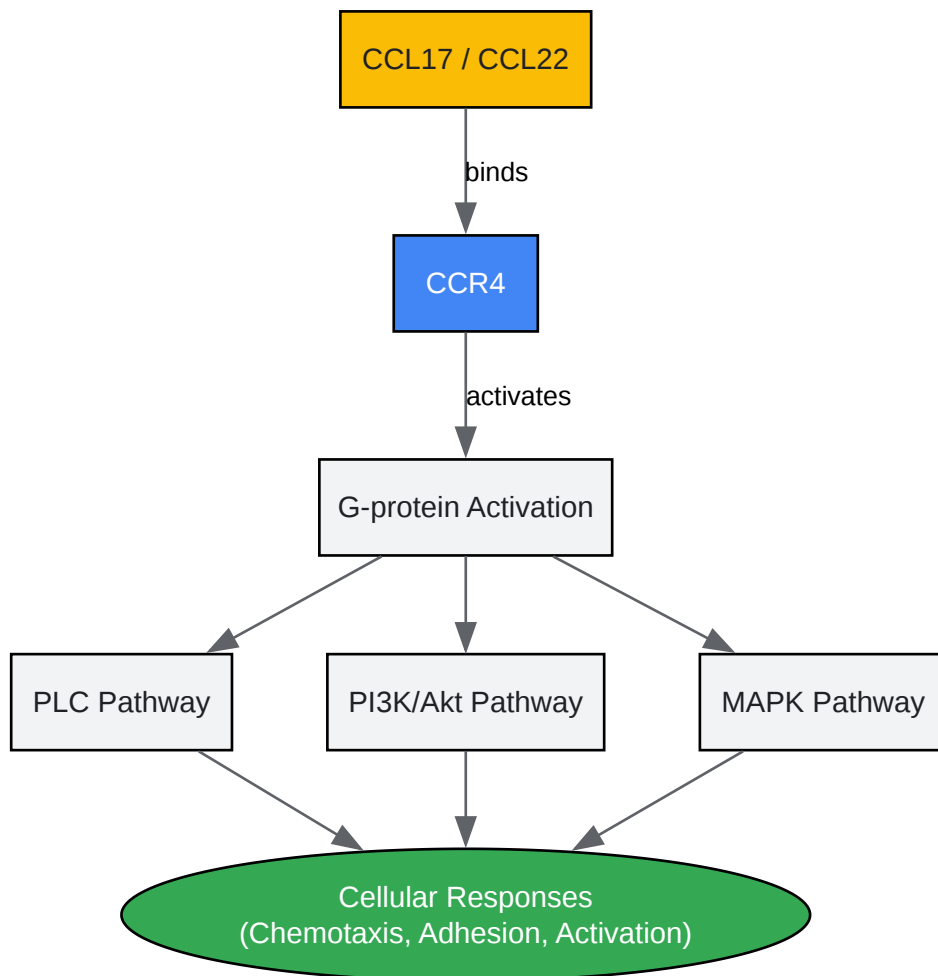 CCL17 / CCL22
binds
CCR4
activates
G-protein Activation
PLC Pathway
PI3K/Akt Pathway
MAPK Pathway
Cellular Responses
(Chemotaxis, Adhesion, Activation)